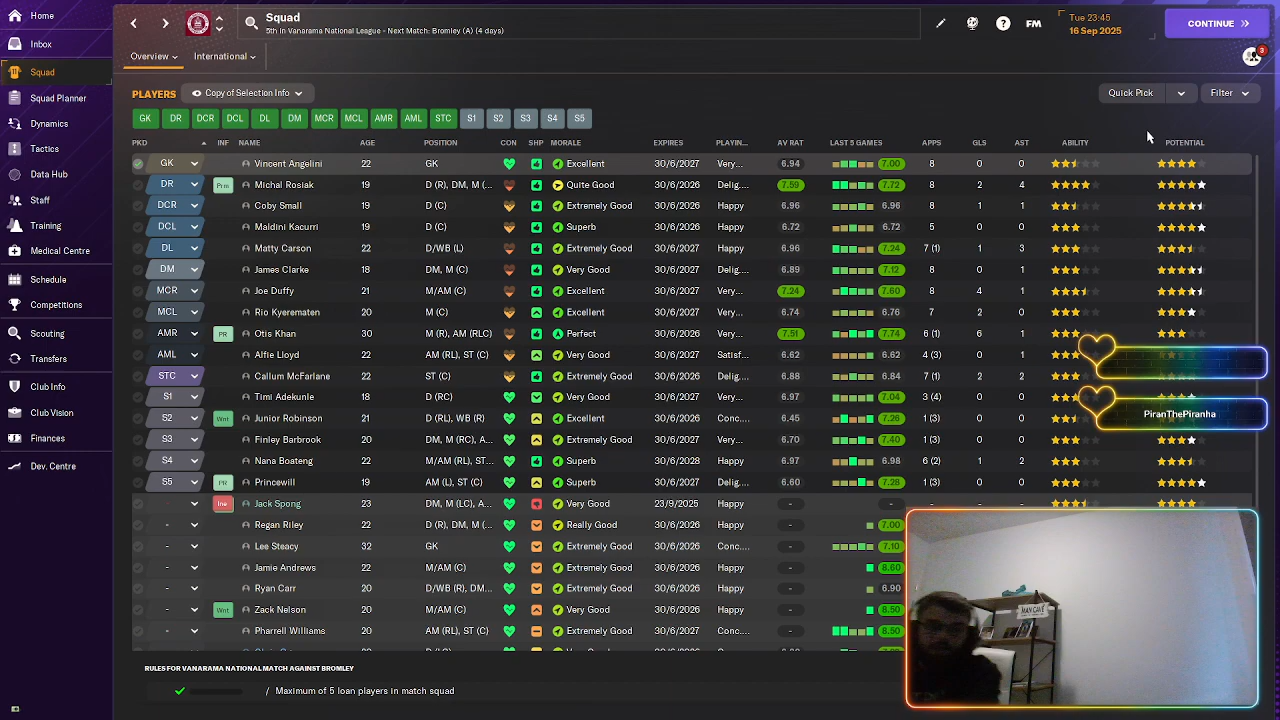 Home
Inbox
Squad
Squad Planner
Dynamics
Tactics
Data Hub
Staff
Training
Medical Centre
Schedule
Competitions
Scouting
Transfers
Club Info
Club Vision
Finances
Dev. Centre
Squad
5th in Vanarama National League - Next Match: Bromley (A) (4 days)
FM
Tue 23:45
16 Sep 2025
CONTINUE
3
Overview
International
PLAYERS Copy of Selection Info Quick Pick Filter
GK DR DCR DCL DL DM MCR MCL AMR AML STC S1 S2 S3 S4 S5
PKD INF NAME AGE POSITION CON SHP MORALE EXPIRES PLAYIN... AV RAT LAST 5 GAMES APPS GLS AST ABILITY POTENTIAL
GK Vincent Angelini 22 GK Excellent 30/6/2027 Very... 6.94 7.00 8 0 0
DR Prm Michal Rosiak 19 D (R), DM, M (... Quite Good 30/6/2026 Delig... 7.59 7.72 8 2 4
DCR Coby Small 19 D (C) Extremely Good 30/6/2026 Happy 6.96 6.96 8 1 1
DCL Maldini Kacurri 19 D (C) Superb 30/6/2026 Happy 6.72 6.72 5 0 0
DL Matty Carson 22 D/WB (L) Extremely Good 30/6/2026 Happy 6.96 7.24 7 (1) 1 3
DM James Clarke 18 DM, M (C) Very Good 30/6/2026 Delig... 6.89 7.12 8 0 1
MCR Joe Duffy 21 M/AM (C) Extremely Good 30/6/2027 Very... 7.24 7.60 8 4 1
MCL Rio Kyerematen 20 M (C) Excellent 30/6/2026 Happy 6.74 6.76 7 0 2
AMR PR Otis Khan 30 M (R), AM (RLC) Perfect 30/6/2026 Very... 7.51 7.74 6 (1) 6 1
AML Alfie Lloyd 22 AM (RL), ST (C) Very Good 30/6/2026 Satisf... 6.62 6.62 4 (3) 0 0
STC Callum McFarlane 22 ST (C) Extremely Good 30/6/2027 Delig... 6.88 6.84 7 (1) 2 2
S1 Timi Adekunle 18 D (RC) Extremely Good 30/6/2027 Very... 6.97 7.04 3 (4) 0 0
S2 Wnt Junior Robinson 21 D (RL), WB (R) Excellent 30/6/2026 Conc... 6.45 7.26 1 (3) 0 0
S3 Finley Barbrook 20 DM, M (RC), A... Extremely Good 30/6/2026 Happy 6.70 7.40 1 (3) 0 0
S4 Nana Boateng 22 M/AM (RL), ST... Superb 30/6/2028 Happy 6.97 6.98 6 (2) 1 2
S5 PR Princewill 19 AM (L), ST (C) Superb 30/6/2026 Very... 6.60 7.28 1 (3) 0 0
- Ine Jack Spong 23 DM, M (LC), A... Very Good 23/9/2025 Happy - - - - -
- Regan Riley 22 D (R), DM, M (... Really Good 30/6/2026 Happy - 7.00
- Lee Steacy 32 GK Extremely Good 30/6/2026 Conc... - 7.10
- Jamie Andrews 22 M/AM (C) Extremely Good 30/6/2026 Happy - 8.60
- Ryan Carr 20 D/WB (R), DM... Extremely Good 30/6/2026 Happy - 6.90
- Wnt Zack Nelson 20 M/AM (C) Very Good 30/6/2026 Happy - 8.50
- Pharrell Williams 20 AM (RL), ST (C) Extremely Good 30/6/2026 Conc... - 8.50
PiranThePiranha
MAN CAVE
RULES FOR VANARAMA NATIONAL MATCH AGAINST BROMLEY
/ Maximum of 5 loan players in match squad